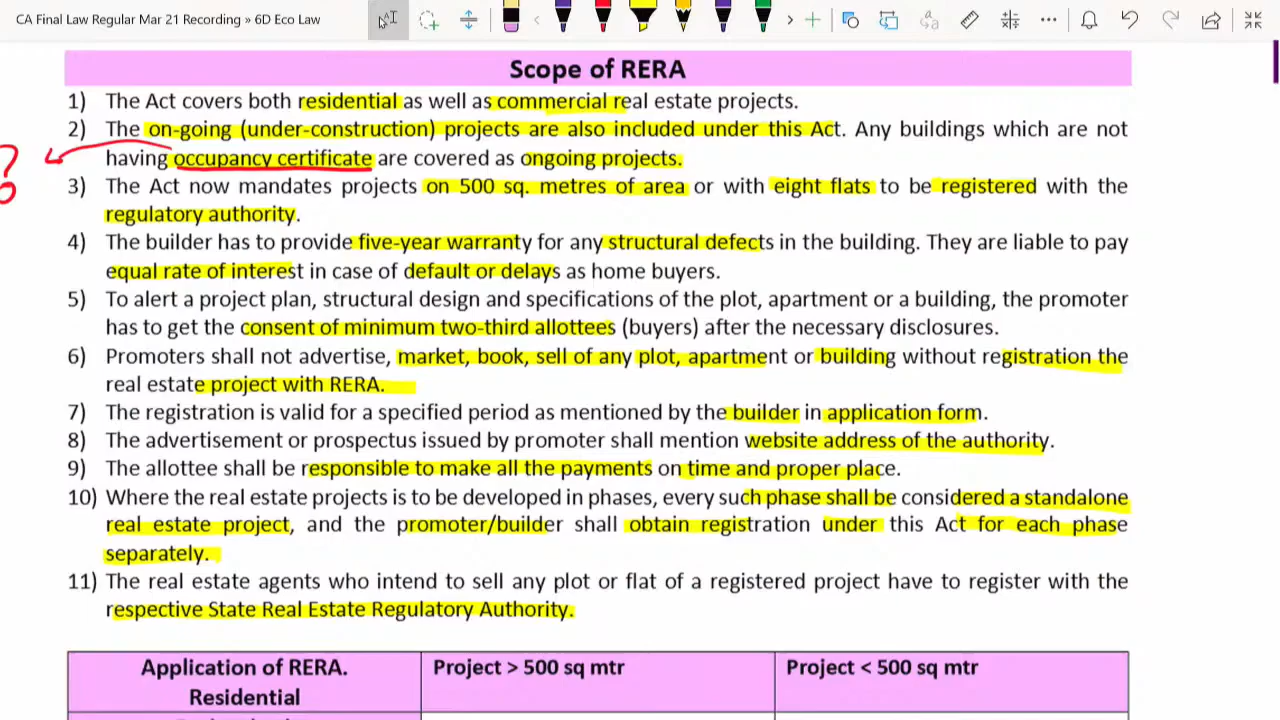 CA Final Law Regular Mar 21 Recording » 6D Eco Law
Scope of RERA
1) The Act covers both residential as well as commercial real estate projects.
2) The on-going (under-construction) projects are also included under this Act. Any buildings which are not
having occupancy certificate are covered as ongoing projects.
3) The Act now mandates projects on 500 sq. metres of area or with eight flats to be registered with the
regulatory authority.
4) The builder has to provide five-year warranty for any structural defects in the building. They are liable to pay
equal rate of interest in case of default or delays as home buyers.
5) To alert a project plan, structural design and specifications of the plot, apartment or a building, the promoter
has to get the consent of minimum two-third allottees (buyers) after the necessary disclosures.
6) Promoters shall not advertise, market, book, sell of any plot, apartment or building without registration the
real estate project with RERA.
7) The registration is valid for a specified period as mentioned by the builder in application form.
8) The advertisement or prospectus issued by promoter shall mention website address of the authority.
9) The allottee shall be responsible to make all the payments on time and proper place.
10) Where the real estate projects is to be developed in phases, every such phase shall be considered a standalone
real estate project, and the promoter/builder shall obtain registration under this Act for each phase
separately.
11) The real estate agents who intend to sell any plot or flat of a registered project have to register with the
respective State Real Estate Regulatory Authority.
Application of RERA. Project > 500 sq mtr Project < 500 sq mtr
Residential